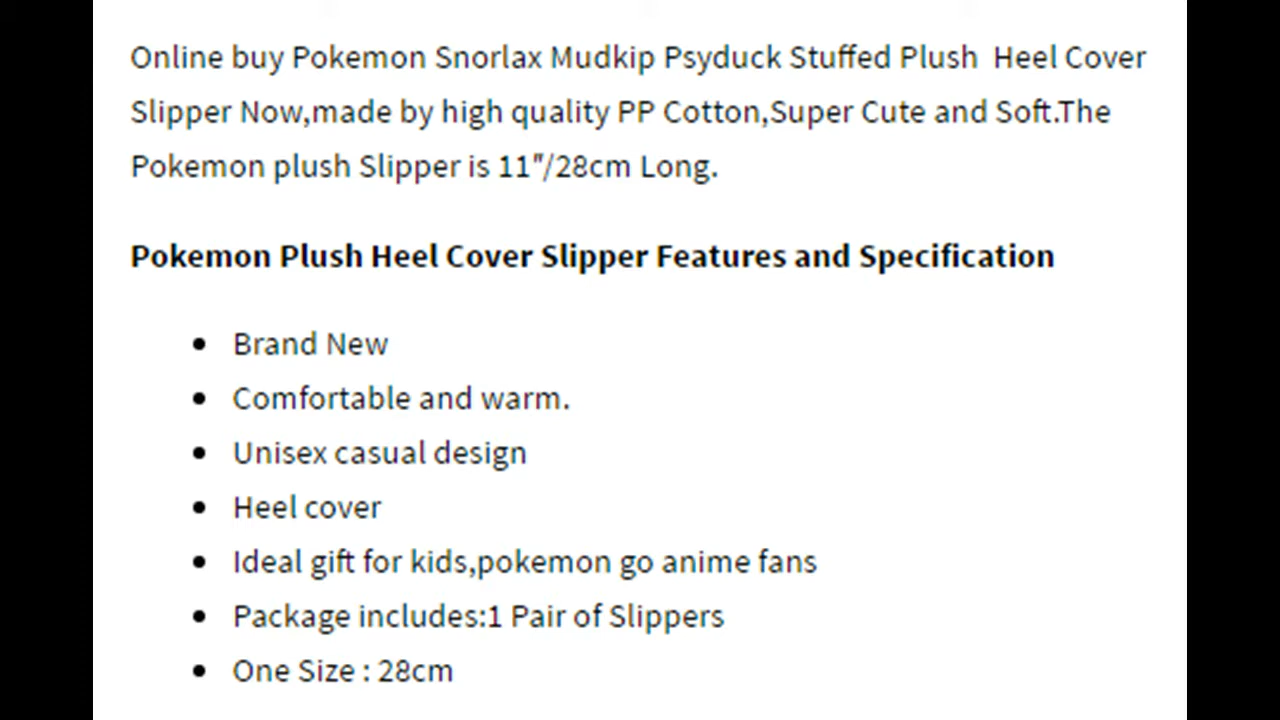 Online buy Pokemon Snorlax Mudkip Psyduck Stuffed Plush  Heel Cover
Slipper Now,made by high quality PP Cotton,Super Cute and Soft.The
Pokemon plush Slipper is 11″/28cm Long.
Pokemon Plush Heel Cover Slipper Features and Specification
• Brand New
• Comfortable and warm.
• Unisex casual design
• Heel cover
• Ideal gift for kids,pokemon go anime fans
• Package includes:1 Pair of Slippers
• One Size : 28cm